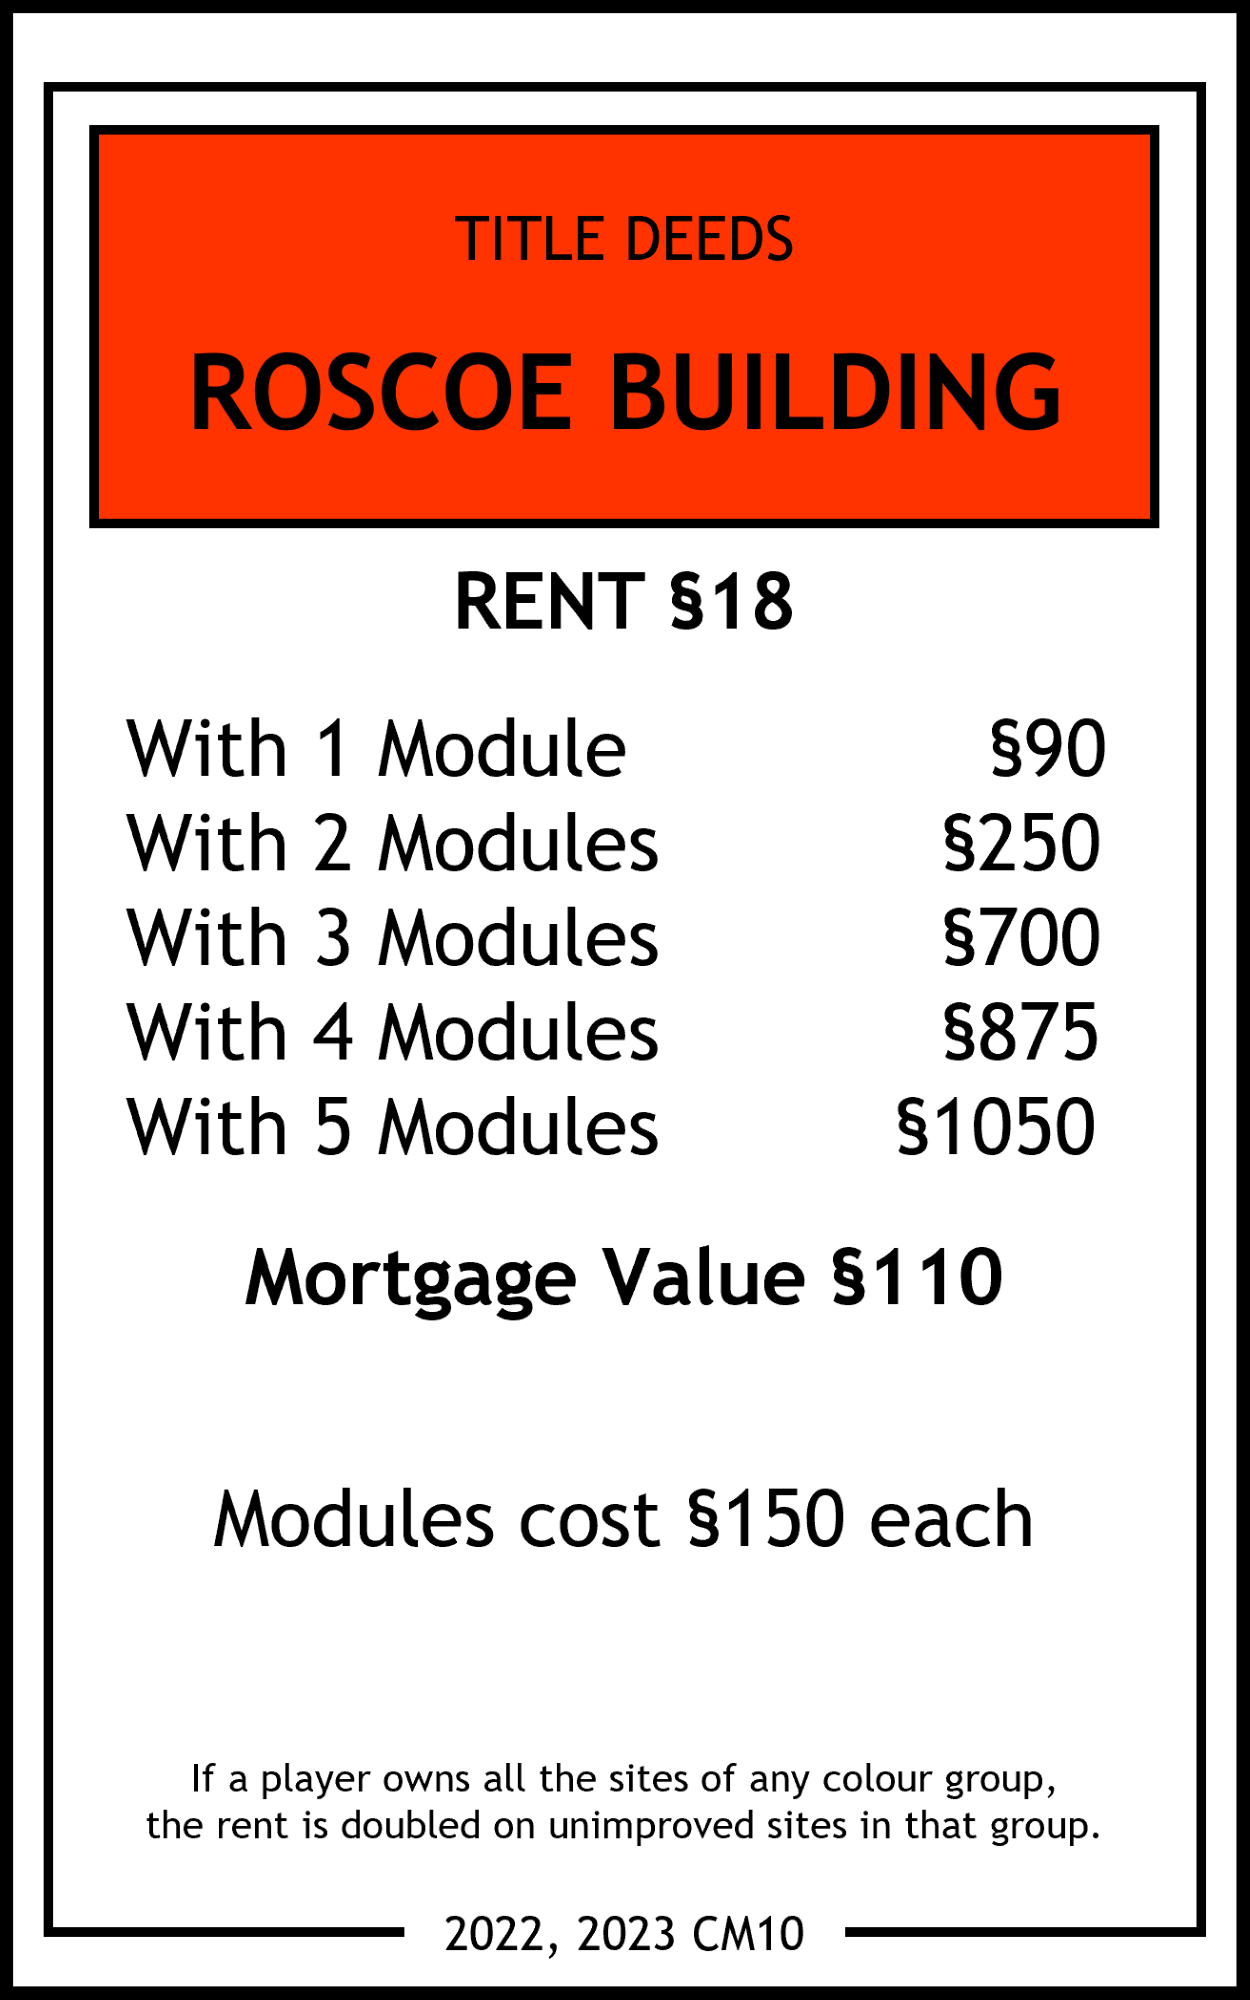 TITLE DEEDS
ROSCOE BUILDING
RENT §18
With 1 Module §90
With 2 Modules §250
With 3 Modules §700
With 4 Modules §875
With 5 Modules §1050
Mortgage Value §110
Modules cost §150 each
If a player owns all the sites of any colour group,
the rent is doubled on unimproved sites in that group.
2022, 2023 CM10